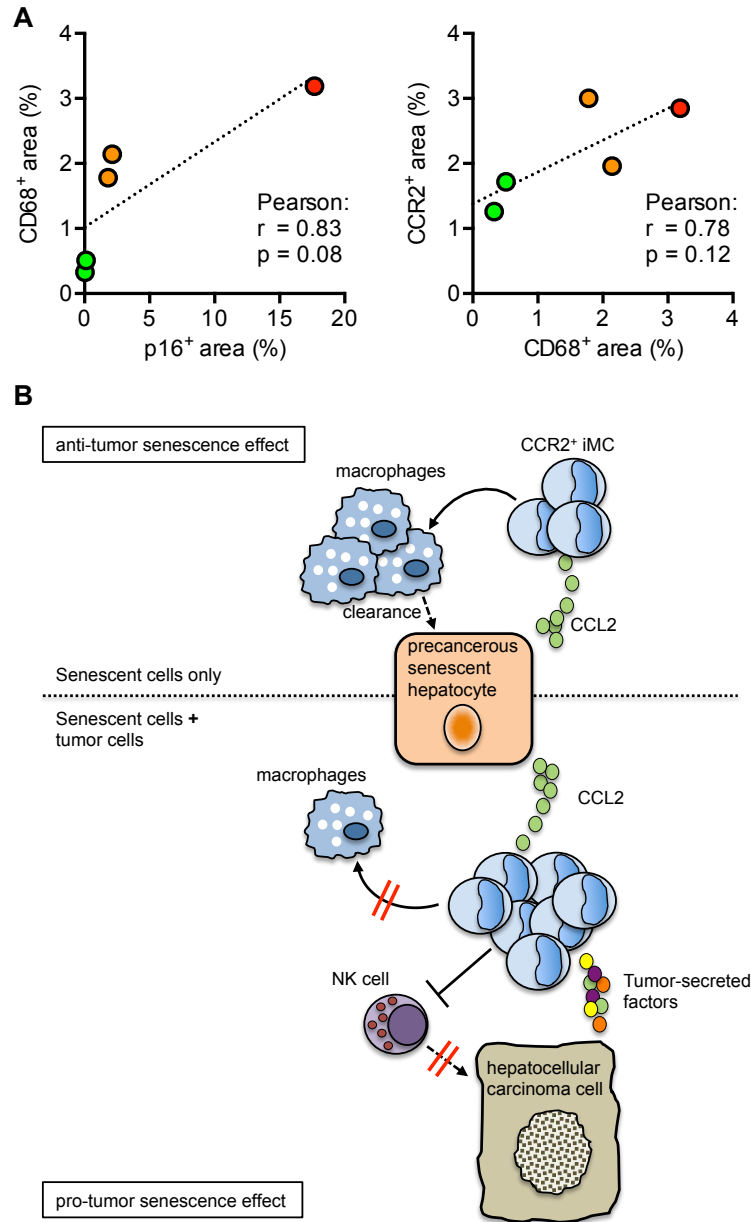 A
CD68+ area (%)
4
3
2
1
0
0 5 10 15 20
p16+ area (%)
Pearson:
r = 0.83
p = 0.08
CCR2+ area (%)
4
3
2
1
0
0 1 2 3 4
CD68+ area (%)
Pearson:
r = 0.78
p = 0.12
B
anti-tumor senescence effect
CCR2+ iMC
macrophages
clearance
CCL2
precancerous
senescent
hepatocyte
Senescent cells only
Senescent cells +
tumor cells
macrophages
CCL2
NK cell
Tumor-secreted
factors
hepatocellular
carcinoma cell
pro-tumor senescence effect